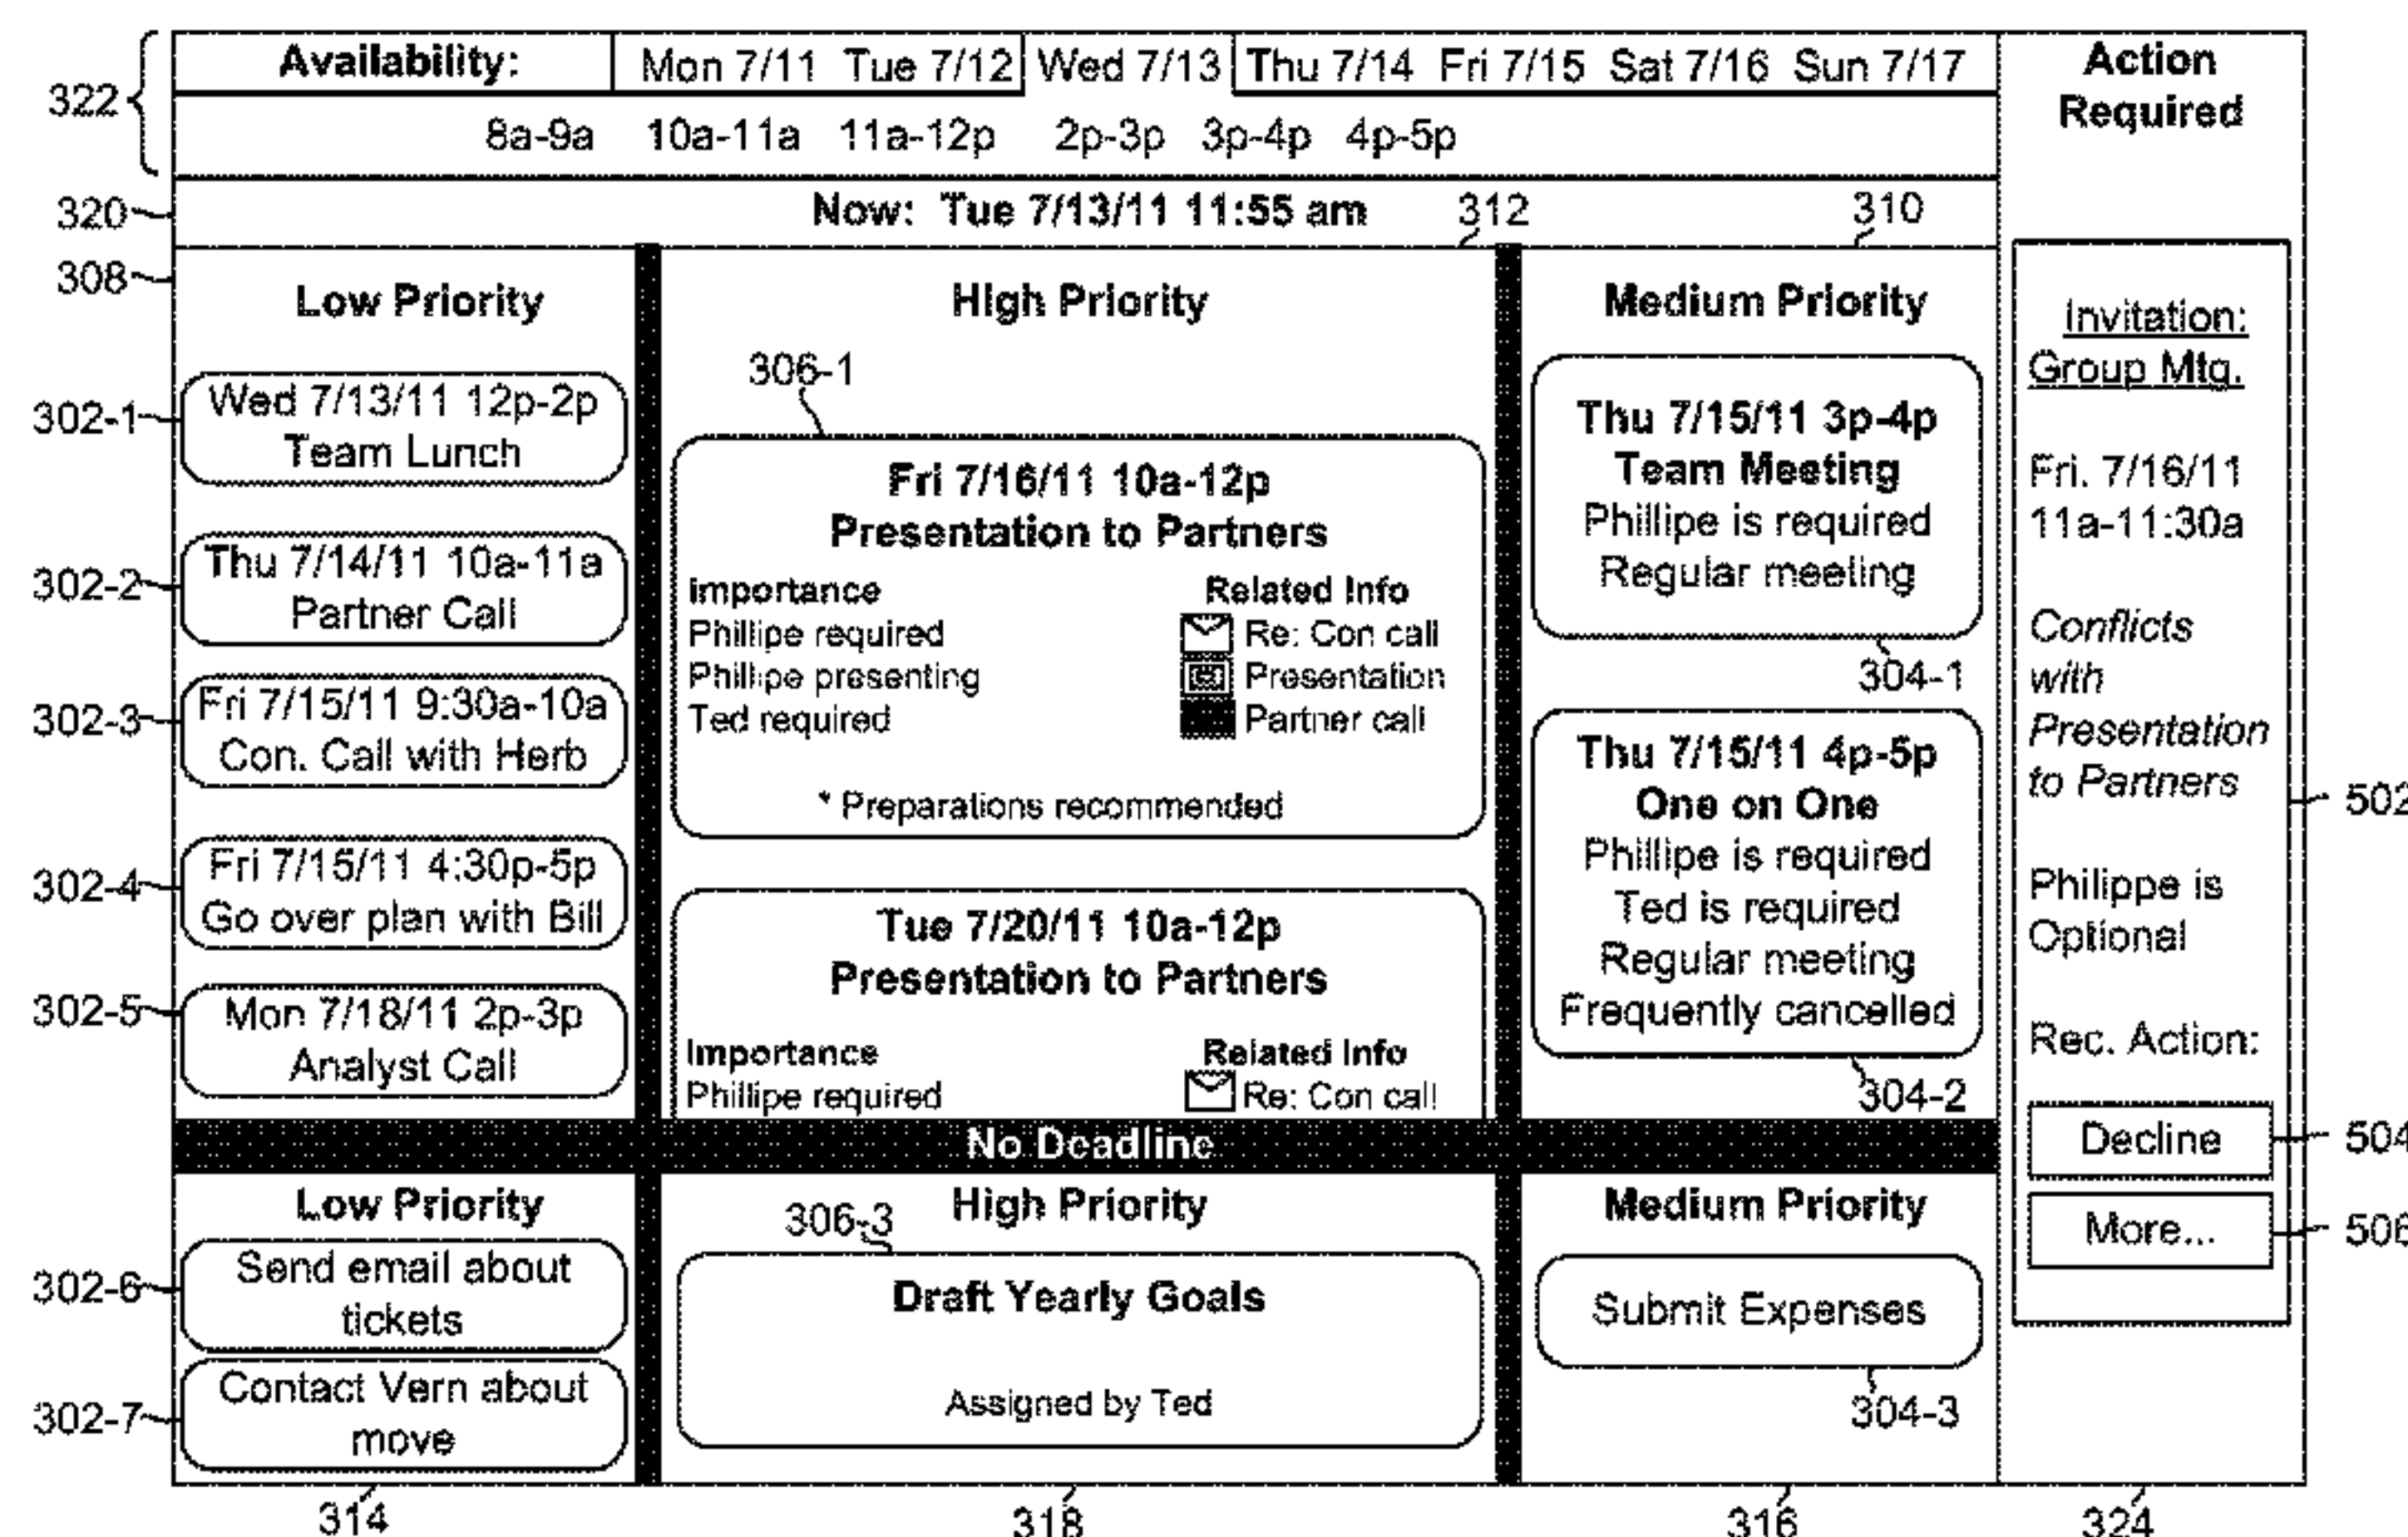 Availability: Mon 7/11 Tue 7/12 Wed 7/13 Thu 7/14 Fri 7/15 Sat 7/16 Sun 7/17
322
8a-9a 10a-11a 11a-12p 2p-3p 3p-4p 4p-5p
320
Now: Tue 7/13/11 11:55 am
312
310
308
Low Priority
302-1
Wed 7/13/11 12p-2p
Team Lunch
302-2
Thu 7/14/11 10a-11a
Partner Call
302-3
Fri 7/15/11 9:30a-10a
Con. Call with Herb
302-4
Fri 7/15/11 4:30p-5p
Go over plan with Bill
302-5
Mon 7/18/11 2p-3p
Analyst Call
High Priority
306-1
Fri 7/16/11 10a-12p
Presentation to Partners
Importance Related Info
Phillipe required Re: Con call
Phillipe presenting Presentation
Ted required Partner call
* Preparations recommended
Tue 7/20/11 10a-12p
Presentation to Partners
Importance Related Info
Phillipe required Re: Con call
Medium Priority
Thu 7/15/11 3p-4p
Team Meeting
Phillipe is required
Regular meeting
304-1
Thu 7/15/11 4p-5p
One on One
Phillipe is required
Ted is required
Regular meeting
Frequently cancelled
304-2
No Deadline
Low Priority
302-6
Send email about
tickets
302-7
Contact Vern about
move
314
High Priority
306-3
Draft Yearly Goals
Assigned by Ted
318
Medium Priority
Submit Expenses
304-3
316
Action
Required
Invitation:
Group Mtg.
Fri. 7/16/11
11a-11:30a
Conflicts
with
Presentation
to Partners
502
Philippe is
Optional
Rec. Action:
Decline
504
More...
506
324